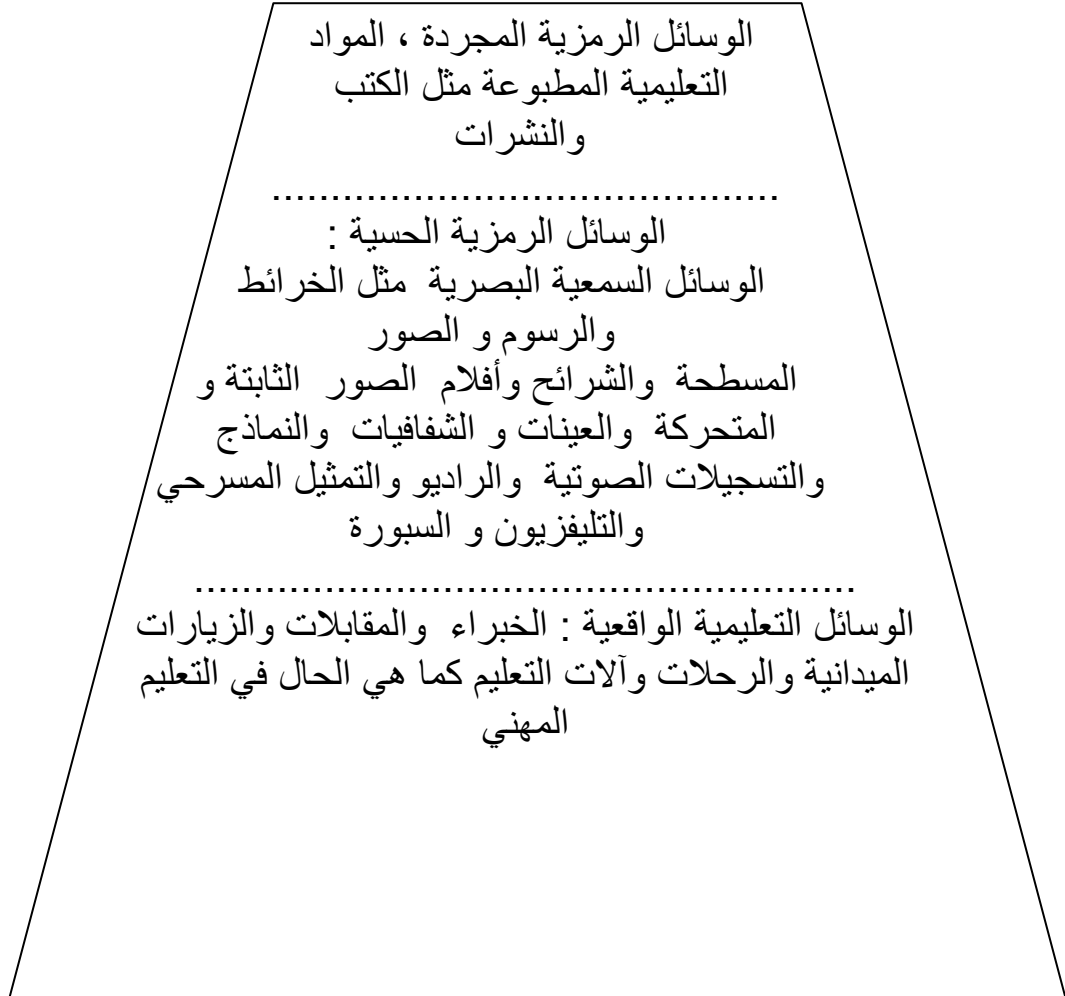 الوسائل الرمزية المجردة ، المواد
التعليمية المطبوعة مثل الكتب
والنشرات
...........................................
الوسائل الرمزية الحسية :
الوسائل السمعية البصرية مثل الخرائط
والرسوم و الصور
المسطحة والشرائح وأفلام الصور الثابتة و
المتحركة والعينات و الشفافيات والنماذج
والتسجيلات الصوتية والراديو والتمثيل المسرحي
والتليفزيون و السبورة
........................................................
الوسائل التعليمية الواقعية : الخبراء والمقابلات والزيارات
الميدانية والرحلات وآلات التعليم كما هي الحال في التعليم
المهني